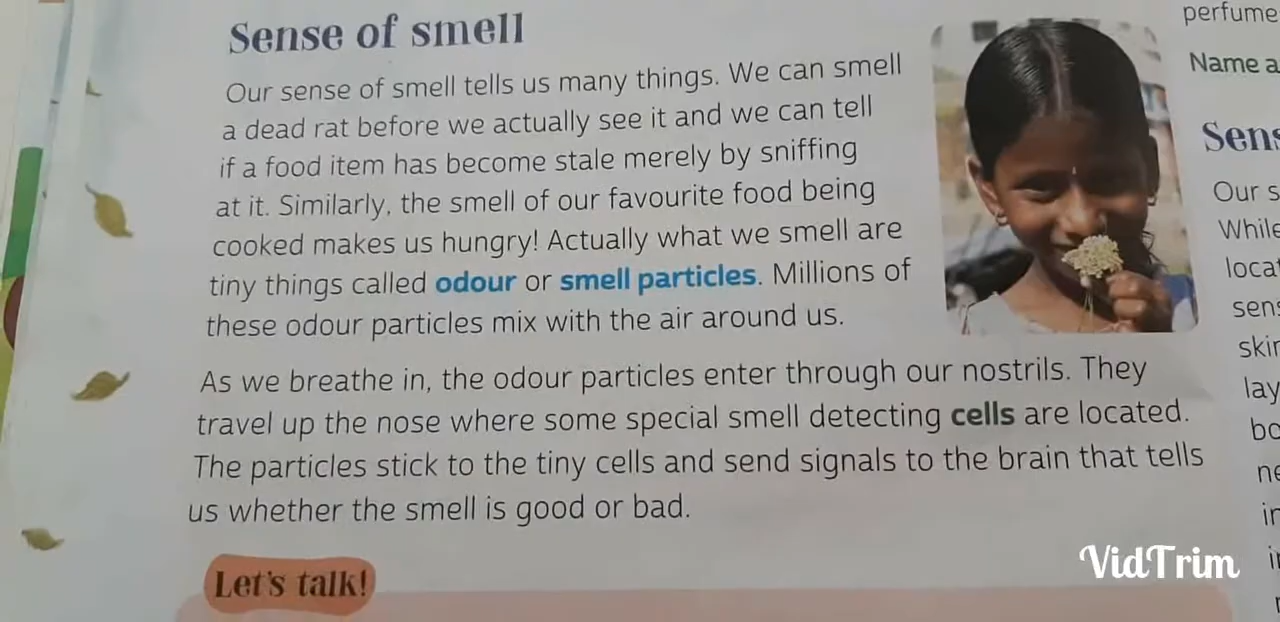 Sense of smell
Our sense of smell tells us many things. We can smell
a dead rat before we actually see it and we can tell
if a food item has become stale merely by sniffing
at it. Similarly, the smell of our favourite food being
cooked makes us hungry! Actually what we smell are
tiny things called odour or smell particles. Millions of
these odour particles mix with the air around us.
As we breathe in, the odour particles enter through our nostrils. They
travel up the nose where some special smell detecting cells are located.
The particles stick to the tiny cells and send signals to the brain that tells
us whether the smell is good or bad.
Let's talk!
perfume
Name a
Our s
While
VidTrim